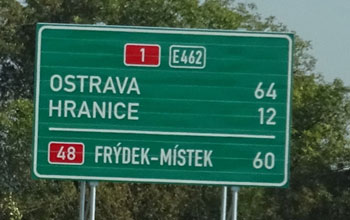 1 E462
OSTRAVA 64
HRANICE 12
48 FRÝDEK-MÍSTEK 60